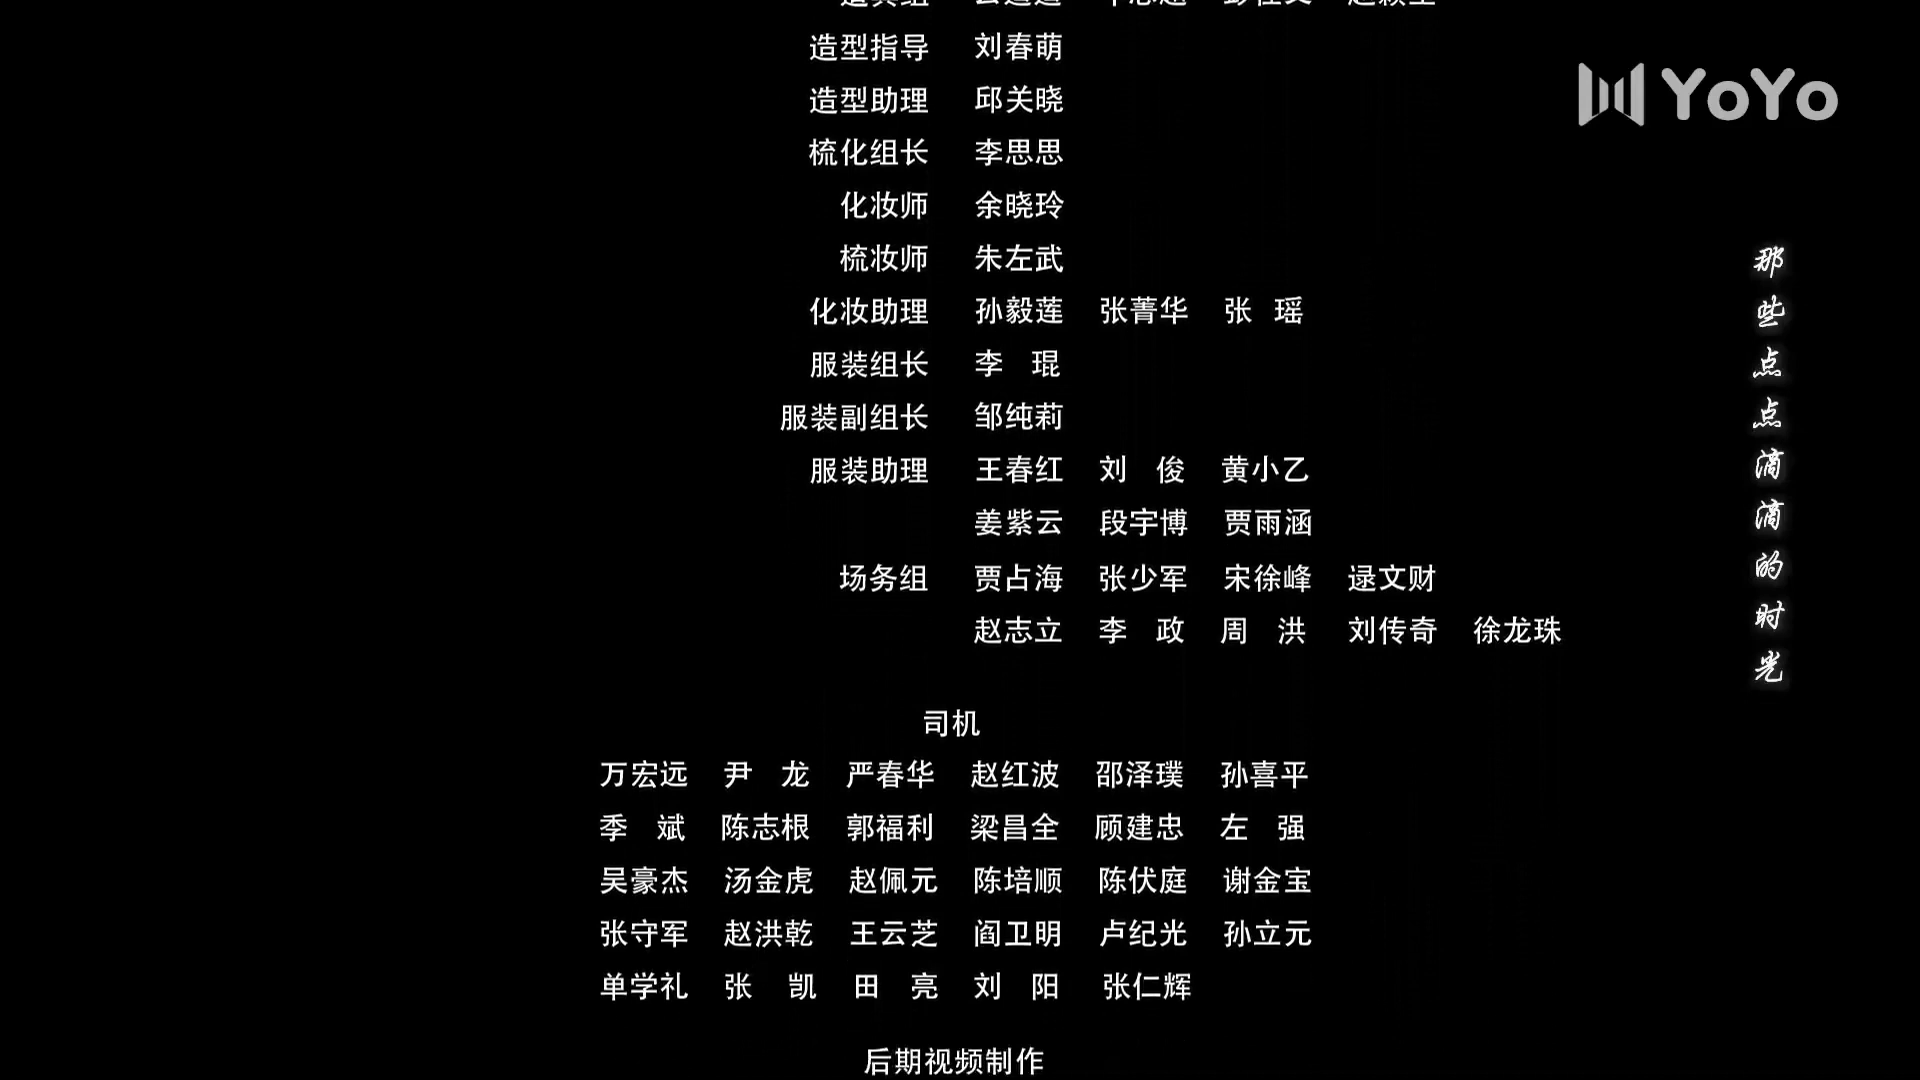 造型指导 刘春萌
造型助理 邱关晓
梳化组长 李思思
化妆师 余晓玲
梳妆师 朱左武
化妆助理 孙毅莲 张菁华 张 瑶
服装组长 李 琨
服装副组长 邹纯莉
服装助理 王春红 刘 俊 黄小乙
姜紫云 段宇博 贾雨涵
场务组 贾占海 张少军 宋徐峰 逯文财
赵志立 李 政 周 洪 刘传奇 徐龙珠
司机
万宏远 尹 龙 严春华 赵红波 邵泽璞 孙喜平
季 斌 陈志根 郭福利 梁昌全 顾建忠 左 强
吴豪杰 汤金虎 赵佩元 陈培顺 陈伏庭 谢金宝
张守军 赵洪乾 王云芝 阎卫明 卢纪光 孙立元
单学礼 张 凯 田 亮 刘 阳 张仁辉
后期视频制作
YoYo
那些点点滴滴的时光